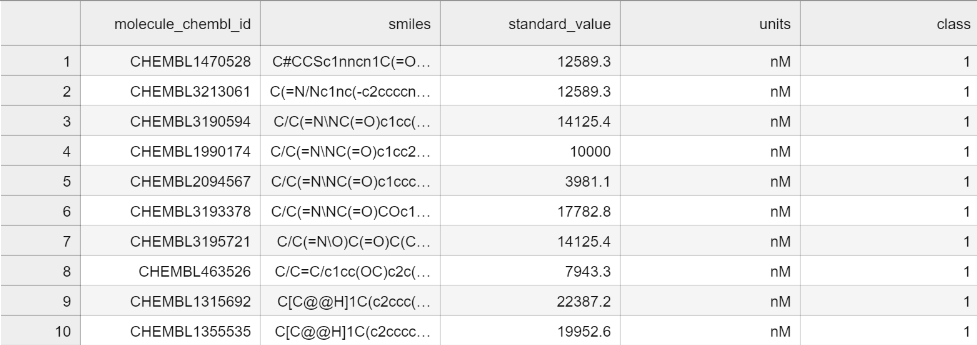 molecule_chembl_id smiles standard_value units class
1 CHEMBL1470528 C#CCSc1nncn1C(=O... 12589.3 nM 1
2 CHEMBL3213061 C(=N/Nc1nc(-c2ccccn... 12589.3 nM 1
3 CHEMBL3190594 C/C(=N\NC(=O)c1cc(... 14125.4 nM 1
4 CHEMBL1990174 C/C(=N\NC(=O)c1cc2... 10000 nM 1
5 CHEMBL2094567 C/C(=N\NC(=O)c1ccc... 3981.1 nM 1
6 CHEMBL3193378 C/C(=N\NC(=O)COc1... 17782.8 nM 1
7 CHEMBL3195721 C/C(=N\O)C(=O)C(C... 14125.4 nM 1
8 CHEMBL463526 C/C=C/c1cc(OC)c2c(... 7943.3 nM 1
9 CHEMBL1315692 C[C@@H]1C(c2ccc(... 22387.2 nM 1
10 CHEMBL1355535 C[C@@H]1C(c2cccc... 19952.6 nM 1